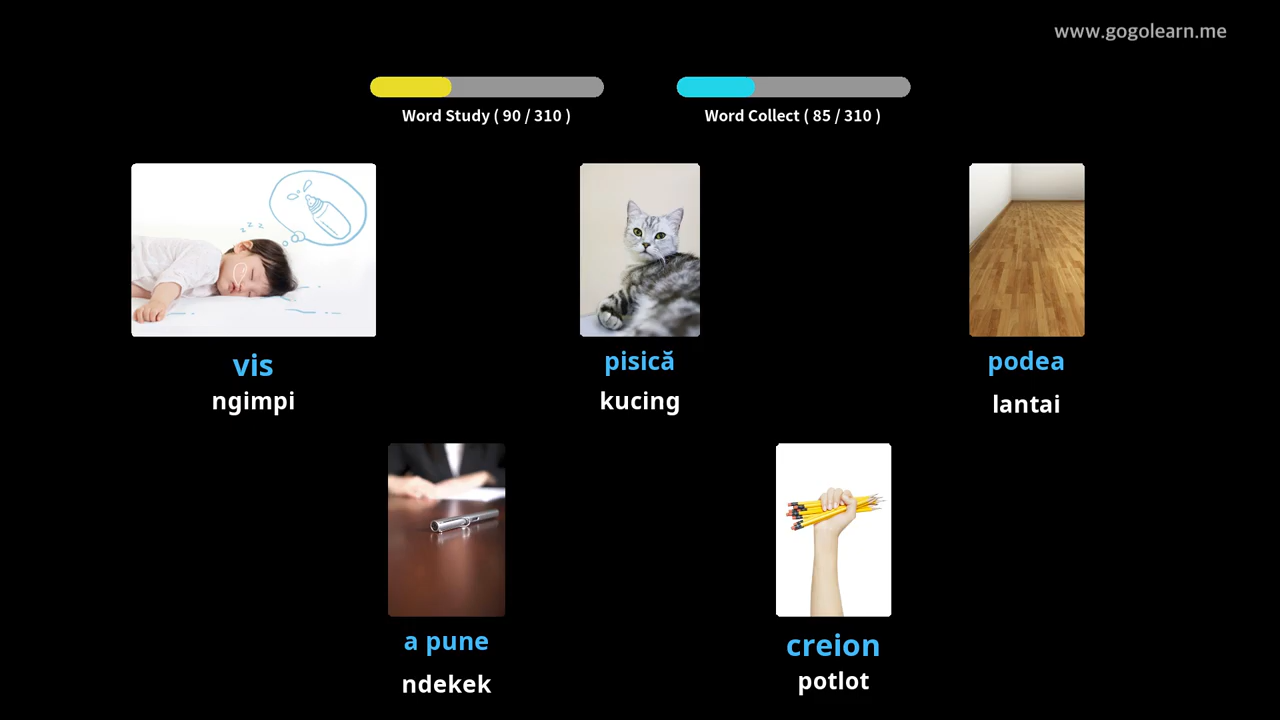 www.gogolearn.me
Word Study ( 90 / 310 )
Word Collect ( 85 / 310 )
z z z
vis
ngimpi
pisică
kucing
podea
lantai
a pune
ndekek
creion
potlot